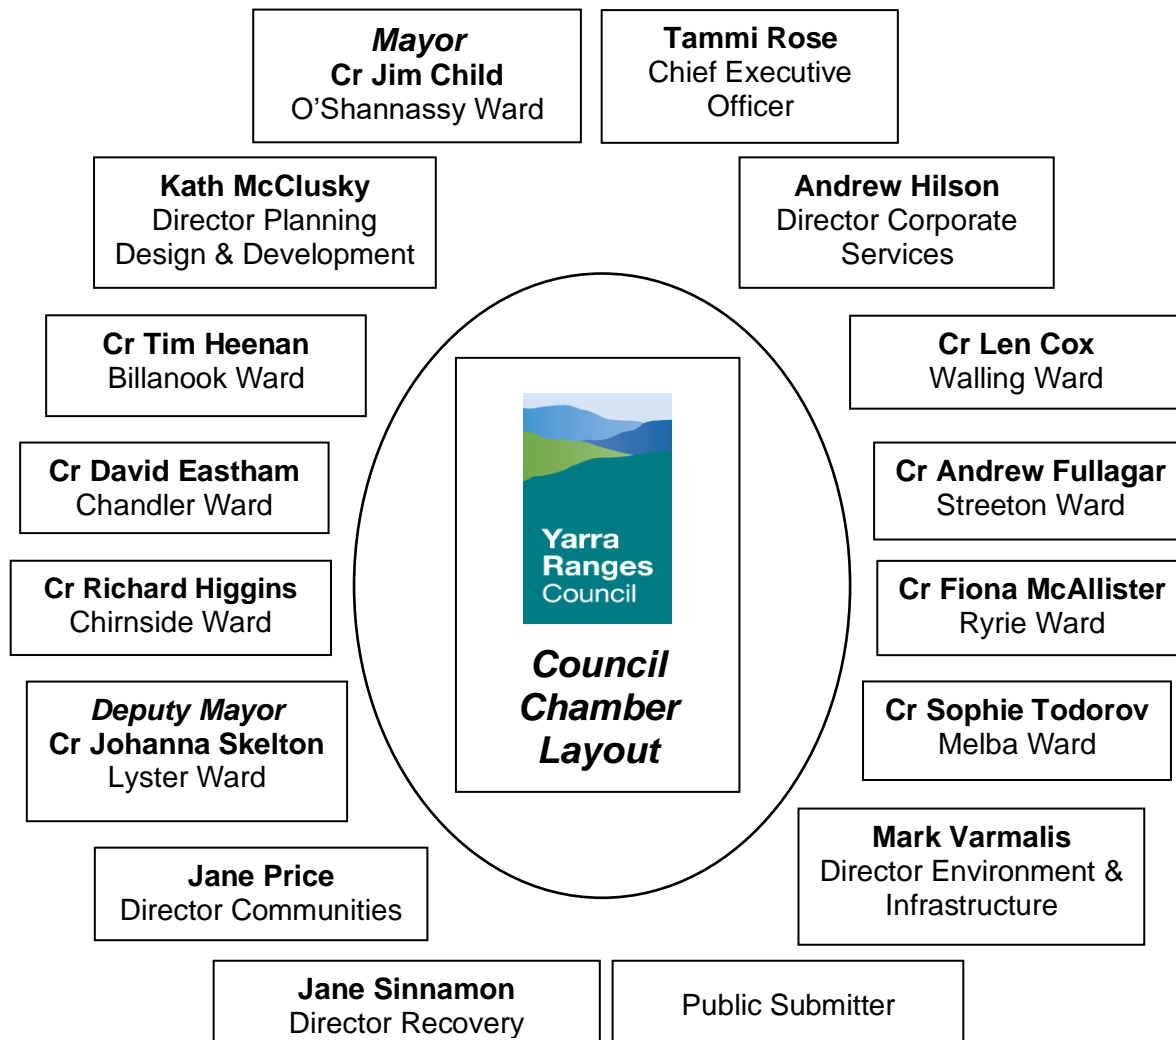 Mayor
Cr Jim Child
O’Shannassy Ward
Tammi Rose
Chief Executive
Officer
Kath McClusky
Director Planning
Design & Development
Andrew Hilson
Director Corporate
Services
Cr Tim Heenan
Billanook Ward
Cr Len Cox
Walling Ward
Cr David Eastham
Chandler Ward
Cr Andrew Fullagar
Streeton Ward
Cr Richard Higgins
Chirnside Ward
Cr Fiona McAllister
Ryrie Ward
Yarra
Ranges
Council
Council
Chamber
Layout
Deputy Mayor
Cr Johanna Skelton
Lyster Ward
Cr Sophie Todorov
Melba Ward
Jane Price
Director Communities
Mark Varmalis
Director Environment &
Infrastructure
Jane Sinnamon
Director Recovery
Public Submitter